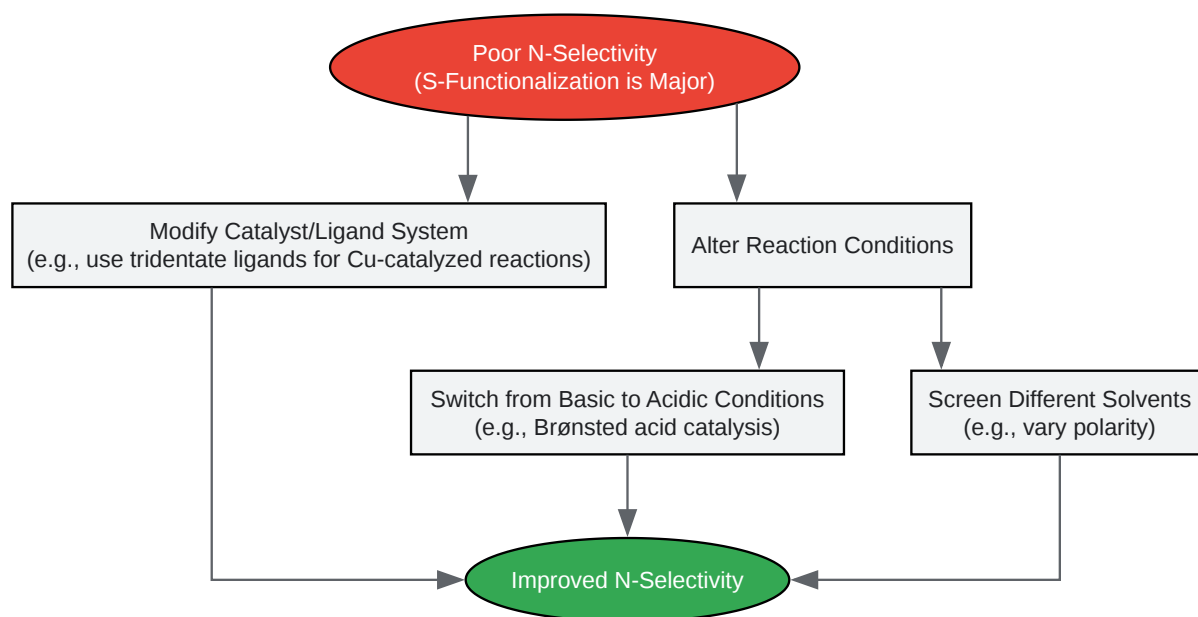 Poor N-Selectivity
(S-Functionalization is Major)
Modify Catalyst/Ligand System
(e.g., use tridentate ligands for Cu-catalyzed reactions)
Alter Reaction Conditions
Switch from Basic to Acidic Conditions
(e.g., Brønsted acid catalysis)
Screen Different Solvents
(e.g., vary polarity)
Improved N-Selectivity